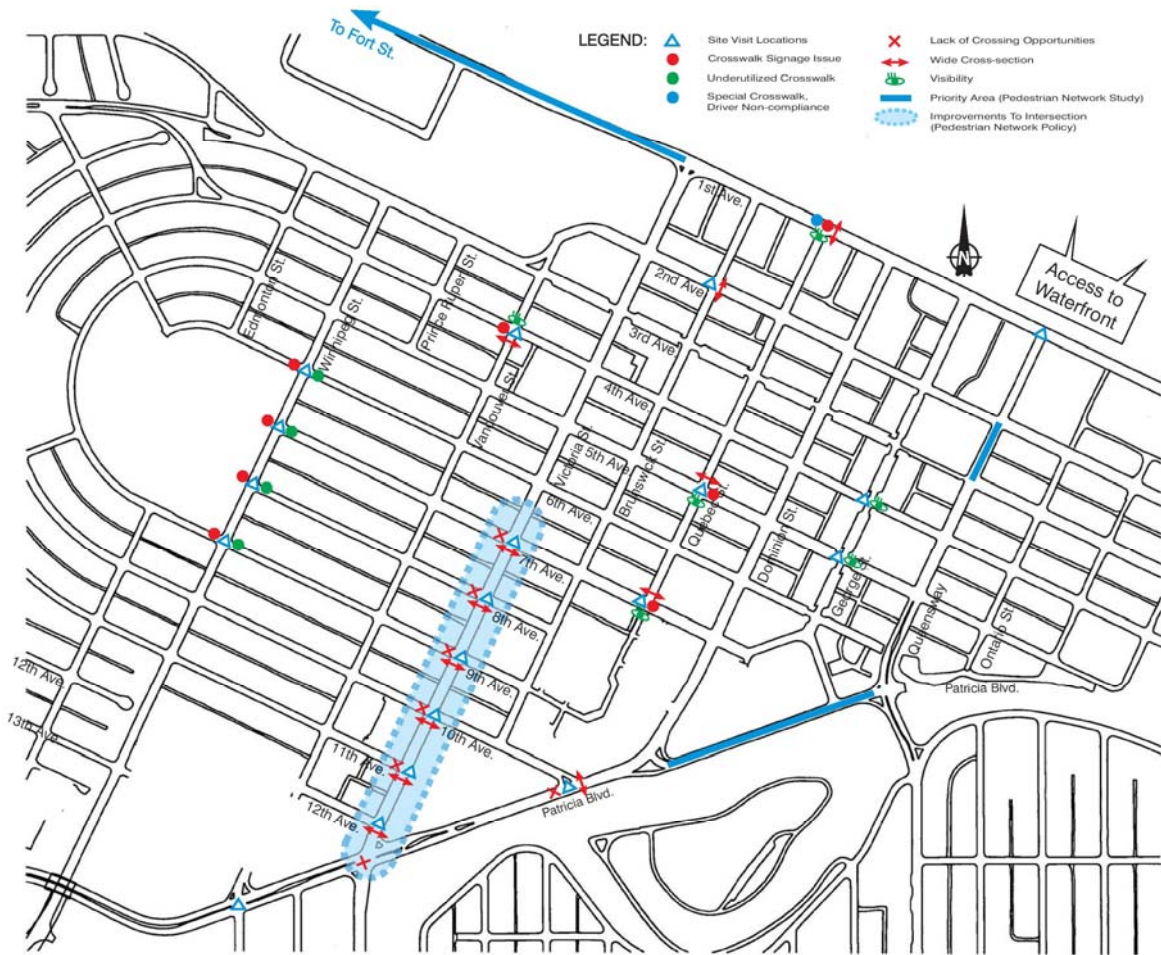 To Fort St.
LEGEND:
Site Visit Locations
Crosswalk Signage Issue
Underutilized Crosswalk
Special Crosswalk,
Driver Non-compliance
Lack of Crossing Opportunities
Wide Cross-section
Visibility
Priority Area (Pedestrian Network Study)
Improvements To Intersection
(Pedestrian Network Policy)
1st Ave.
N
Access to
Waterfront
2nd Ave.
3rd Ave.
4th Ave.
5th Ave
6th Ave.
7th Ave.
8th Ave.
9th Ave.
10th Ave.
11th Ave.
12th Ave.
12th Ave.
13th Ave.
Edmonton St.
Winnipeg St.
Prince Rupert St.
Vancouver St.
Victoria St.
Brunswick St.
Quebec St.
Dominion St.
George St.
Queensway
Ontario St.
Patricia Blvd.
Patricia Blvd.